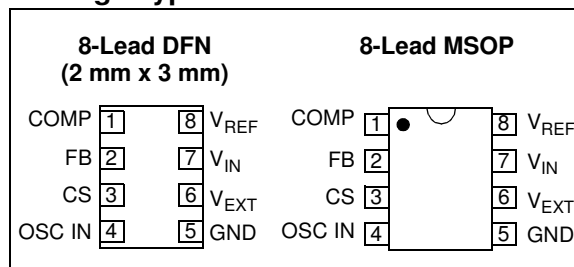 8-Lead DFN
(2 mm x 3 mm)
COMP 1 8 VREF
FB 2 7 VIN
CS 3 6 VEXT
OSC IN 4 5 GND
8-Lead MSOP
COMP 1 8 VREF
FB 2 7 VIN
CS 3 6 VEXT
OSC IN 4 5 GND